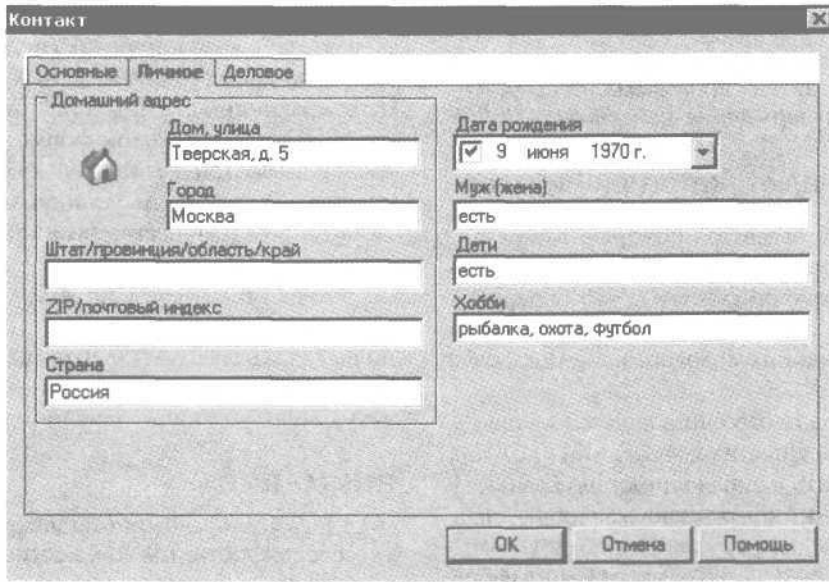 Контакт
Основные Личное Деловое
Домашний адрес
Дом, улица
Тверская, д. 5
Город
Москва
Штат/провинция/область/край
ZIP/почтовый индекс
Страна
Россия
Дата рождения
9 июня 1970 г.
Муж (жена)
есть
Дети
есть
Хобби
рыбалка, охота, футбол
OK Отмена Помощь